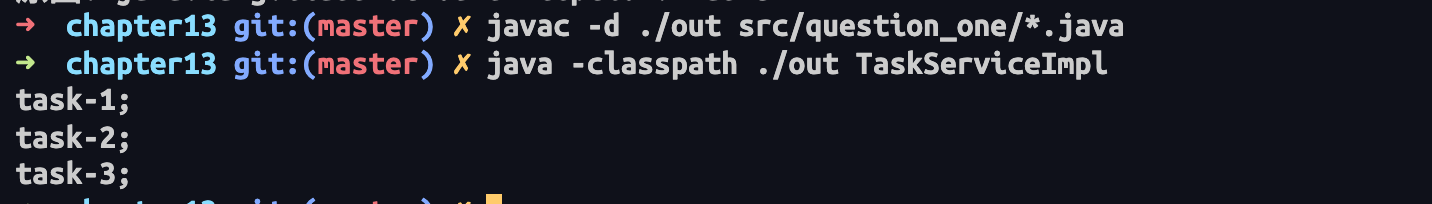 ➜  chapter13 git:(master) ✗ javac -d ./out src/question_one/*.java
➜  chapter13 git:(master) ✗ java -classpath ./out TaskServiceImpl
task-1;
task-2;
task-3;